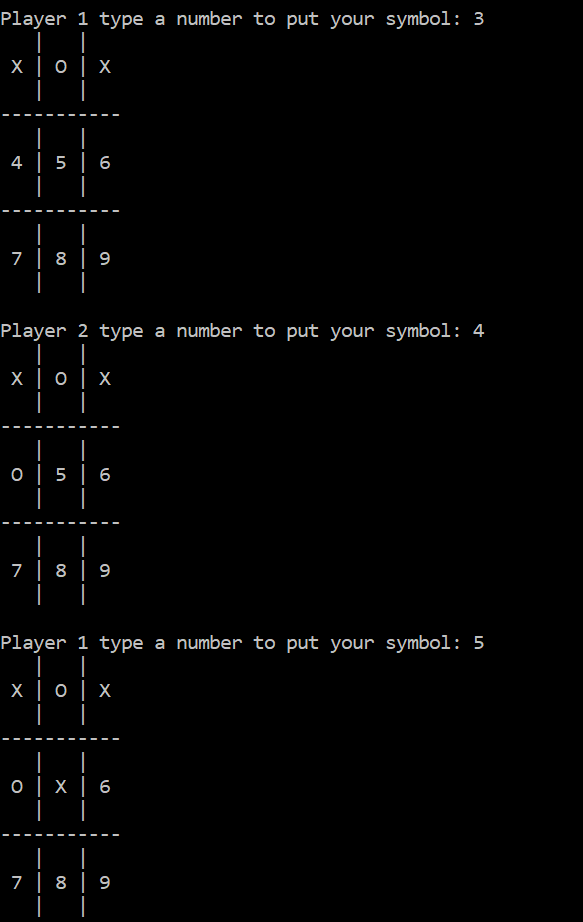 Player 1 type a number to put your symbol: 3
   |   |
 X | O | X
   |   |
-----------
   |   |
 4 | 5 | 6
   |   |
-----------
   |   |
 7 | 8 | 9
   |   |

Player 2 type a number to put your symbol: 4
   |   |
 X | O | X
   |   |
-----------
   |   |
 O | 5 | 6
   |   |
-----------
   |   |
 7 | 8 | 9
   |   |

Player 1 type a number to put your symbol: 5
   |   |
 X | O | X
   |   |
-----------
   |   |
 O | X | 6
   |   |
-----------
   |   |
 7 | 8 | 9
   |   |